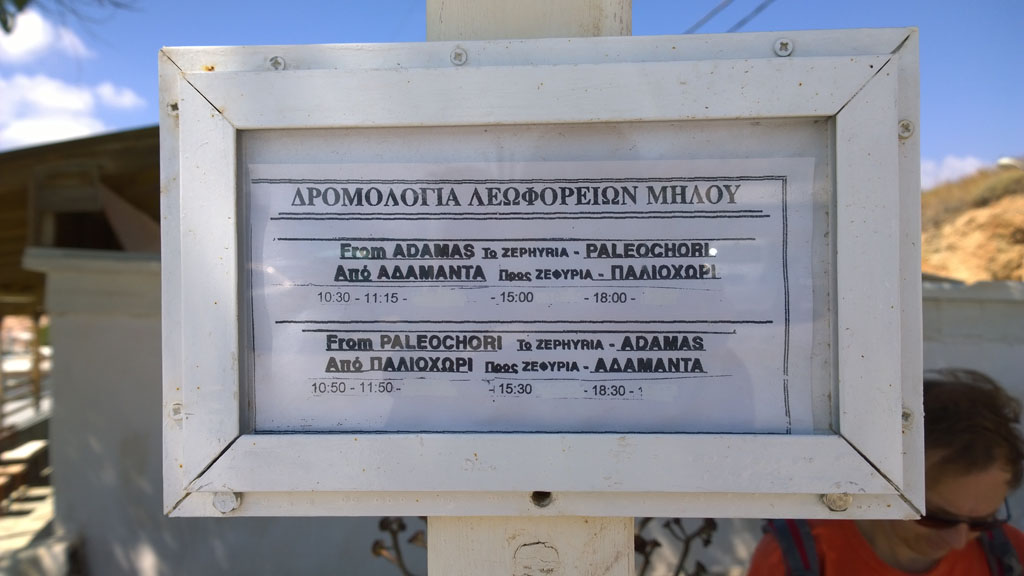 ΔΡΟΜΟΛΟΓΙΑ ΛΕΩΦΟΡΕΙΩΝ ΜΗΛΟΥ
From ADAMAS To ZEPHYRIA - PALEOCHORI
Από ΑΔΑΜΑΝΤΑ Προς ΖΕΦΥΡΙΑ - ΠΑΛΙΟΧΩΡΙ
10:30 - 11:15 - - 15:00 - 18:00 -
From PALEOCHORI To ZEPHYRIA - ADAMAS
Από ΠΑΛΙΟΧΩΡΙ Προς ΖΕΦΥΡΙΑ - ΑΔΑΜΑΝΤΑ
10:50 - 11:50 - - 15:30 - 18:30 -